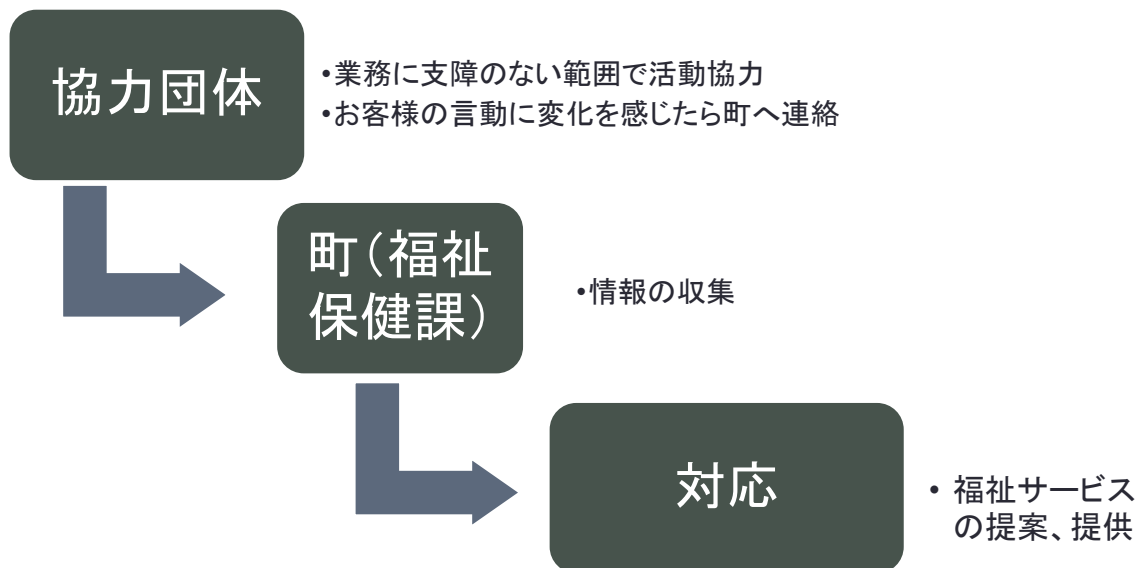 協力団体
•業務に支障のない範囲で活動協力
•お客様の言動に変化を感じたら町へ連絡
町（福祉
保健課）
•情報の収集
対応
• 福祉サービス
の提案、提供